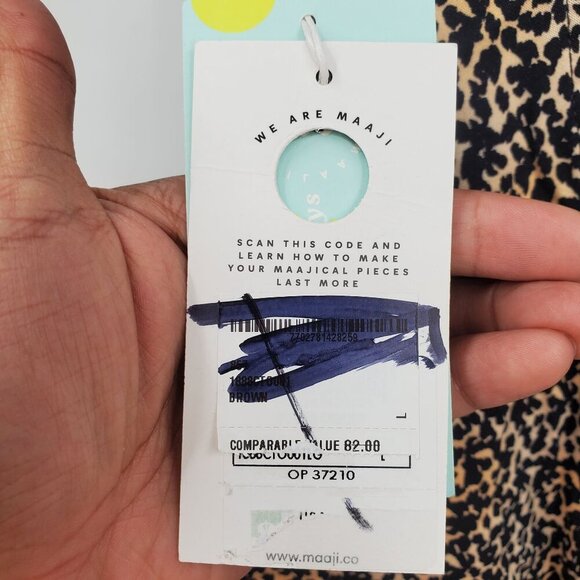 WE ARE MAAJI
SCAN THIS CODE AND
LEARN HOW TO MAKE
YOUR MAAJICAL PIECES
LAST MORE
7702781428259
BROWN
L
COMPARABLE VALUE 82.00
L
OP 37210
www.maaji.co